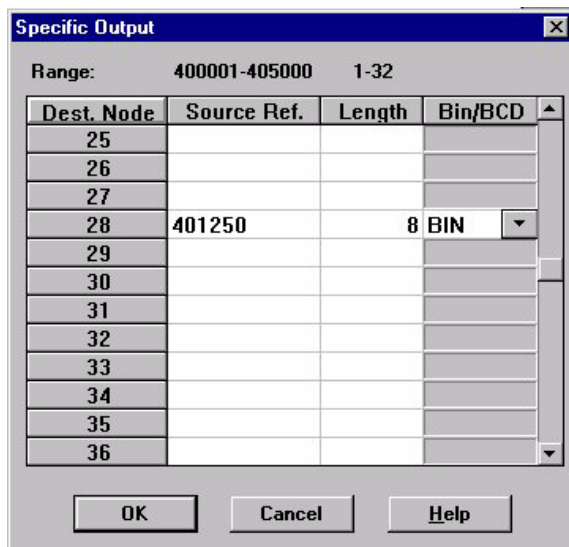 Specific Output
Range: 400001-405000 1-32
Dest. Node Source Ref. Length Bin/BCD
25
26
27
28 401250 8 BIN
29
30
31
32
33
34
35
36
OK Cancel Help